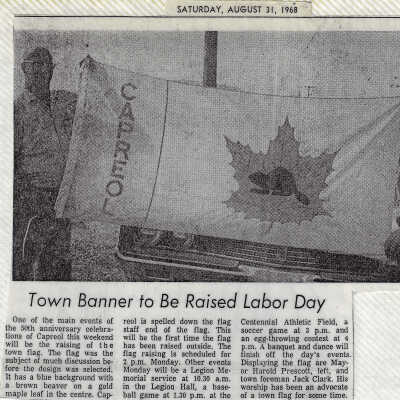 SATURDAY, AUGUST 31, 1968
CAPREOL
Town Banner to Be Raised Labor Day
One of the main events of
the 50th anniversary celebra-
tions of Capreol this weekend
will be the raising of the
town flag. The flag was the
subject of much discussion be-
fore the design was selected.
It has a blue background with
a brown beaver on a gold
maple leaf in the centre. Cap-
reol is spelled down the flag
staff end of the flag. This
will be the first time the flag
has been raised outside. The
flag raising is scheduled for
2 p.m. Monday. Other events
Monday will be a Legion Me-
morial service at 10.30 a.m.
in the Legion Hall, a base-
ball game at 1.30 p.m. at the
Centennial Athletic Field, a
soccer game at 3 p.m. and
an egg-throwing contest at 4
p.m. A banquet and dance will
finish off the day's events.
Displaying the flag are May-
or Harold Prescott, left, and
town foreman Jack Clark. His
worship has been an advocate
of a town flag for some time.